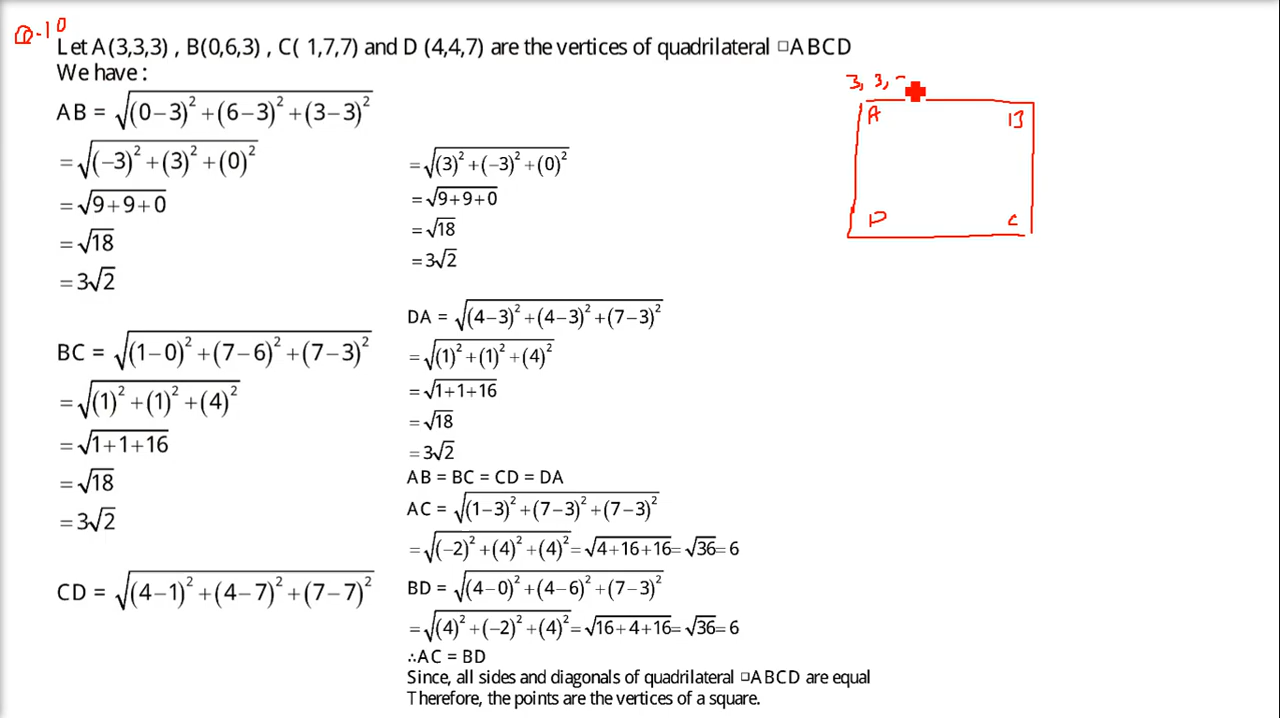 Q-10
Let A(3,3,3) , B(0,6,3) , C( 1,7,7) and D (4,4,7) are the vertices of quadrilateral □ABCD
We have :
AB = √((0−3)² +(6−3)² +(3−3)²)
= √((−3)² +(3)² +(0)²)
= √(9+9+0)
= √18
= 3√2
BC = √((1−0)² +(7−6)² +(7−3)²)
= √((1)² +(1)² +(4)²)
= √(1+1+16)
= √18
= 3√2
CD = √((4−1)² +(4−7)² +(7−7)²)
= √((3)² +(−3)² +(0)²)
= √(9+9+0)
= √18
= 3√2
DA = √((4−3)² +(4−3)² +(7−3)²)
= √((1)² +(1)² +(4)²)
= √(1+1+16)
= √18
= 3√2
AB = BC = CD = DA
AC = √((1−3)² +(7−3)² +(7−3)²)
= √((−2)² +(4)² +(4)²) = √(4+16+16) = √36 = 6
BD = √((4−0)² +(4−6)² +(7−3)²)
= √((4)² +(−2)² +(4)²) = √(16+4+16) = √36 = 6
∴AC = BD
Since, all sides and diagonals of quadrilateral □ABCD are equal
Therefore, the points are the vertices of a square.
3, 3,
A B
D C